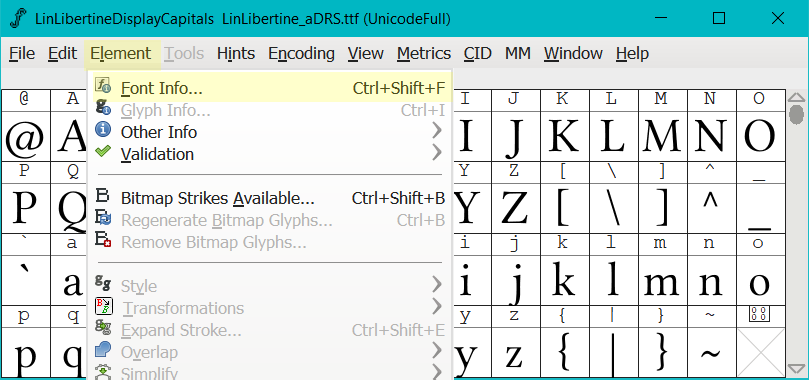 LinLibertineDisplayCapitals LinLibertine_aDRS.ttf (UnicodeFull)
File Edit Element Tools Hints Encoding View Metrics CID MM Window Help
Font Info... Ctrl+Shift+F
Glyph Info... Ctrl+I
Other Info
Validation
Bitmap Strikes Available... Ctrl+Shift+B
Regenerate Bitmap Glyphs... Ctrl+B
Remove Bitmap Glyphs...
Style
Transformations
Expand Stroke... Ctrl+Shift+E
Overlap
Simplify
@ A I J K L M N O
@ A I J K L M N O
P Q Y Z [ \ ] ^ _
P Q Y Z [ \ ] ^ _
` a i j k l m n o
` a i j k l m n o
p q y z { | } ~
p q y z { | } ~